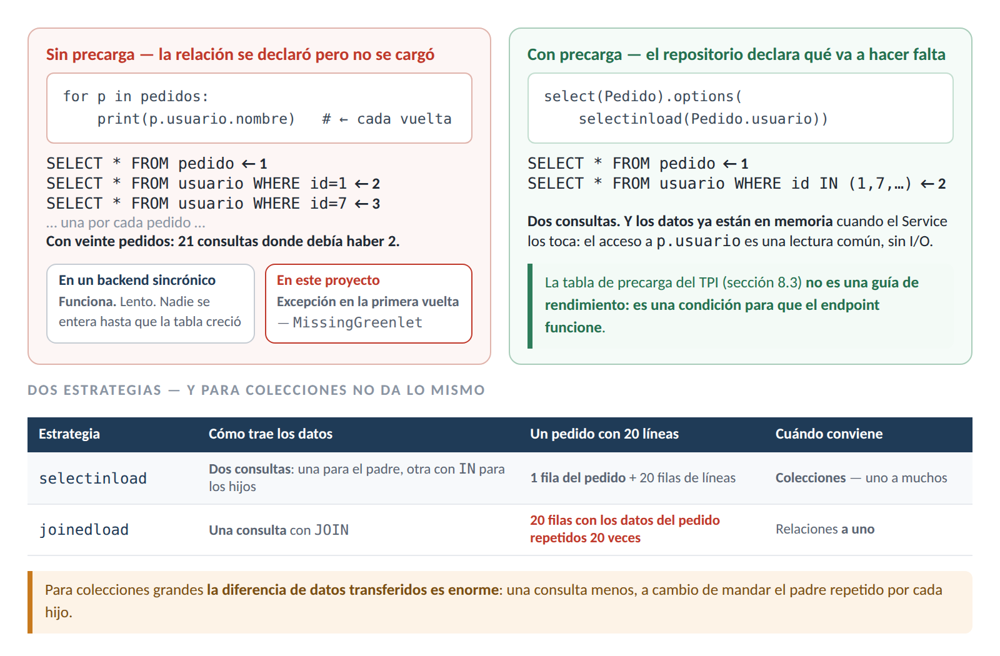 Sin precarga — la relación se declaró pero no se cargó
for p in pedidos:
    print(p.usuario.nombre)   # ← cada vuelta
SELECT * FROM pedido ← 1
SELECT * FROM usuario WHERE id=1 ← 2
SELECT * FROM usuario WHERE id=7 ← 3
… una por cada pedido …
Con veinte pedidos: 21 consultas donde debía haber 2.
En un backend sincrónico
Funciona. Lento. Nadie se
entera hasta que la tabla creció
En este proyecto
Excepción en la primera vuelta
— MissingGreenlet
Con precarga — el repositorio declara qué va a hacer falta
select(Pedido).options(
    selectinload(Pedido.usuario))
SELECT * FROM pedido ← 1
SELECT * FROM usuario WHERE id IN (1,7,…) ← 2
Dos consultas. Y los datos ya están en memoria cuando el Service
los toca: el acceso a p.usuario es una lectura común, sin I/O.
La tabla de precarga del TPI (sección 8.3) no es una guía de
rendimiento: es una condición para que el endpoint
funcione.
DOS ESTRATEGIAS — Y PARA COLECCIONES NO DA LO MISMO
Estrategia
Cómo trae los datos
Un pedido con 20 líneas
Cuándo conviene
selectinload
Dos consultas: una para el padre, otra con IN para
los hijos
1 fila del pedido + 20 filas de líneas
Colecciones — uno a muchos
joinedload
Una consulta con JOIN
20 filas con los datos del pedido
repetidos 20 veces
Relaciones a uno
Para colecciones grandes la diferencia de datos transferidos es enorme: una consulta menos, a cambio de mandar el padre repetido por cada
hijo.